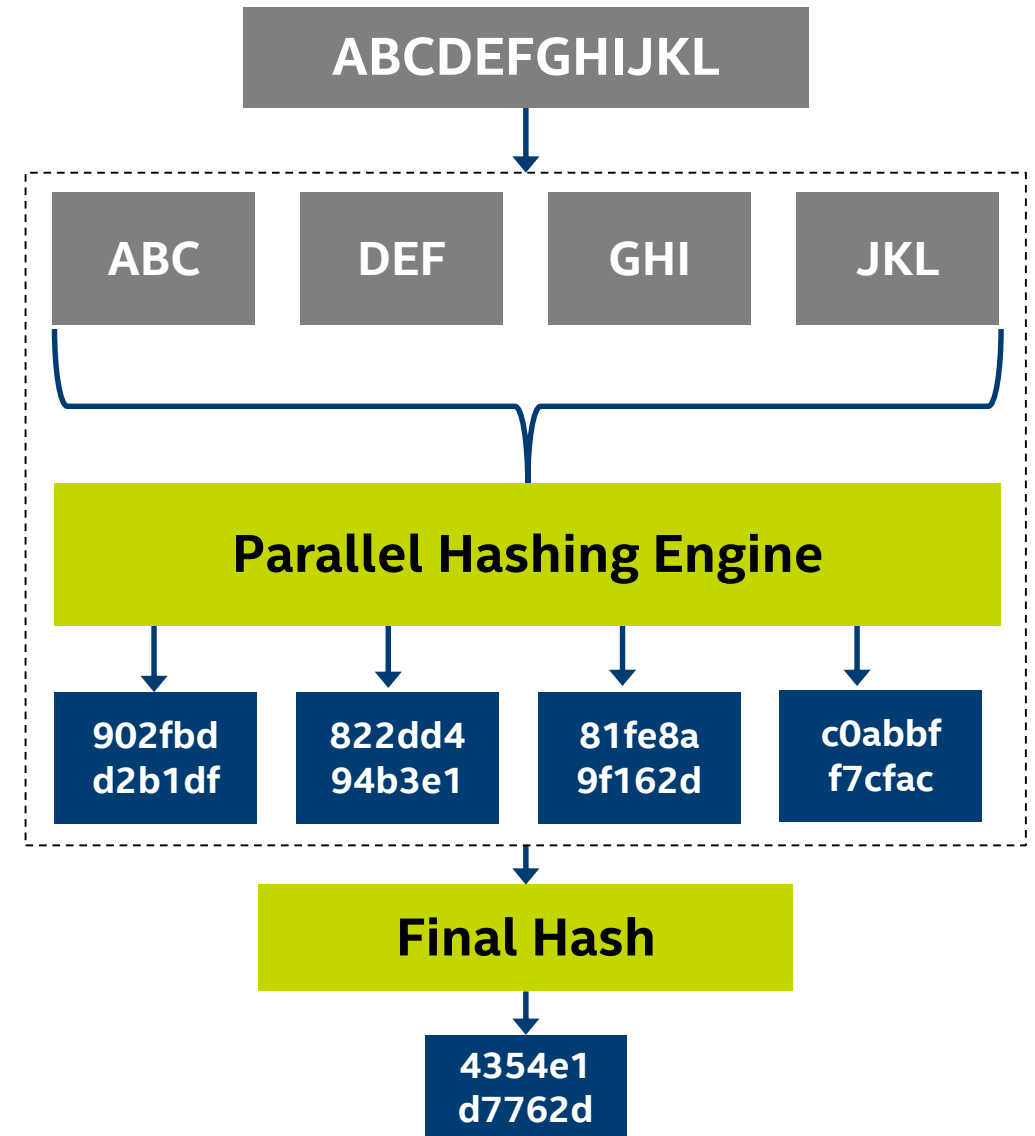 ABCDEFGHIJKL
ABC
DEF
GHI
JKL
Parallel Hashing Engine
902fbd
d2b1df
822dd4
94b3e1
81fe8a
9f162d
c0abbf
f7cfac
Final Hash
4354e1
d7762d